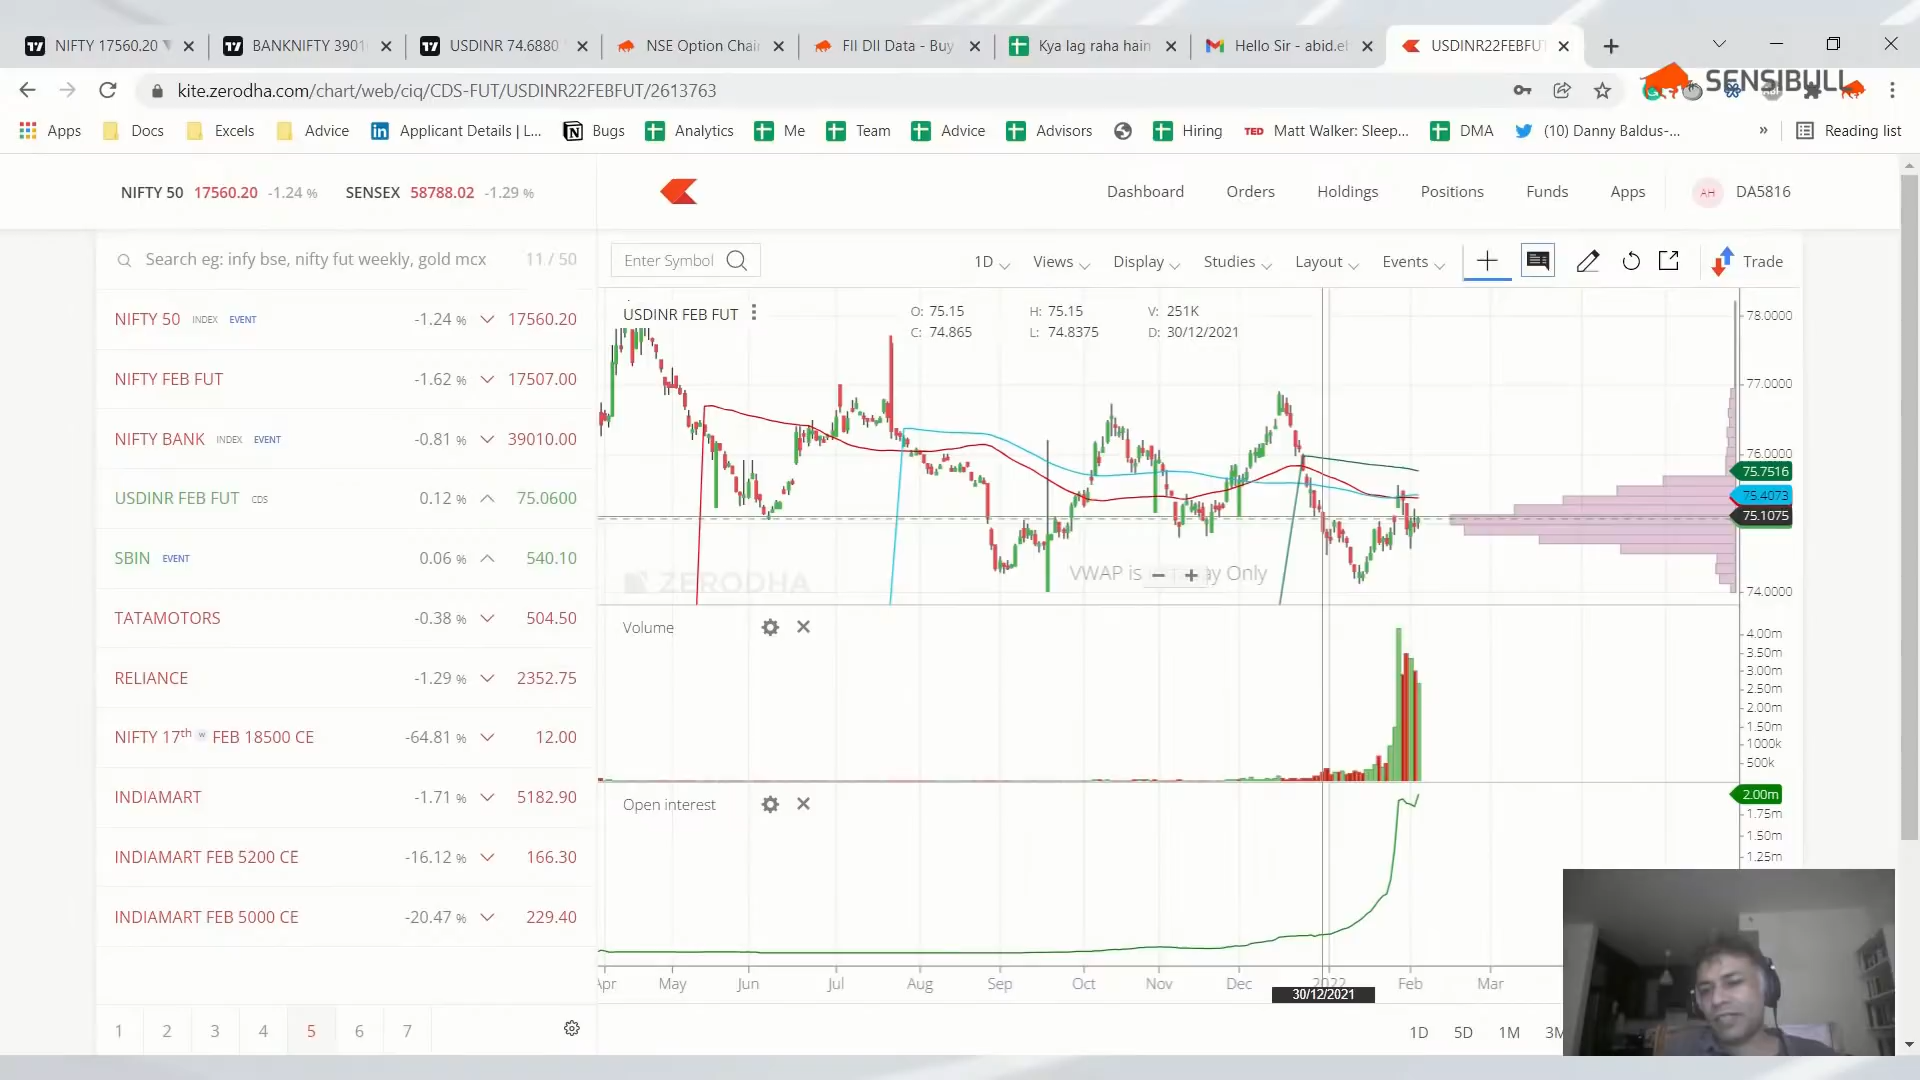 NIFTY 17560.20
BANKNIFTY 3901
USDINR 74.6880
NSE Option Chai
FII DII Data - Buy
Kya lag raha hain
Hello Sir - abid.e
USDINR22FEBFU
kite.zerodha.com/chart/web/ciq/CDS-FUT/USDINR22FEBFUT/2613763
SENSIBULL
Apps
Docs
Excels
Advice
Applicant Details | L...
Bugs
Analytics
Me
Team
Advice
Advisors
Hiring
TED Matt Walker: Sleep...
DMA
(10) Danny Baldus-...
»
Reading list
NIFTY 50 17560.20 -1.24 %
SENSEX 58788.02 -1.29 %
Dashboard
Orders
Holdings
Positions
Funds
Apps
AH DA5816
Search eg: infy bse, nifty fut weekly, gold mcx 11 / 50
NIFTY 50 INDEX EVENT -1.24 % 17560.20
NIFTY FEB FUT -1.62 % 17507.00
NIFTY BANK INDEX EVENT -0.81 % 39010.00
USDINR FEB FUT CDS 0.12 % 75.0600
SBIN EVENT 0.06 % 540.10
TATAMOTORS -0.38 % 504.50
RELIANCE -1.29 % 2352.75
NIFTY 17th w FEB 18500 CE -64.81 % 12.00
INDIAMART -1.71 % 5182.90
INDIAMART FEB 5200 CE -16.12 % 166.30
INDIAMART FEB 5000 CE -20.47 % 229.40
1 2 3 4 5 6 7
Enter Symbol
1D
Views
Display
Studies
Layout
Events
Trade
USDINR FEB FUT
O: 75.15 H: 75.15 V: 251K
C: 74.865 L: 74.8375 D: 30/12/2021
78.0000
77.0000
76.0000
75.7516
75.4073
75.1075
74.0000
ZERODHA
VWAP is
ay Only
Volume
4.00m
3.50m
3.00m
2.50m
2.00m
1.50m
1000k
500k
Open interest
2.00m
1.75m
1.50m
1.25m
Apr May Jun Jul Aug Sep Oct Nov Dec 2022 Feb Mar
30/12/2021
1D 5D 1M 3M